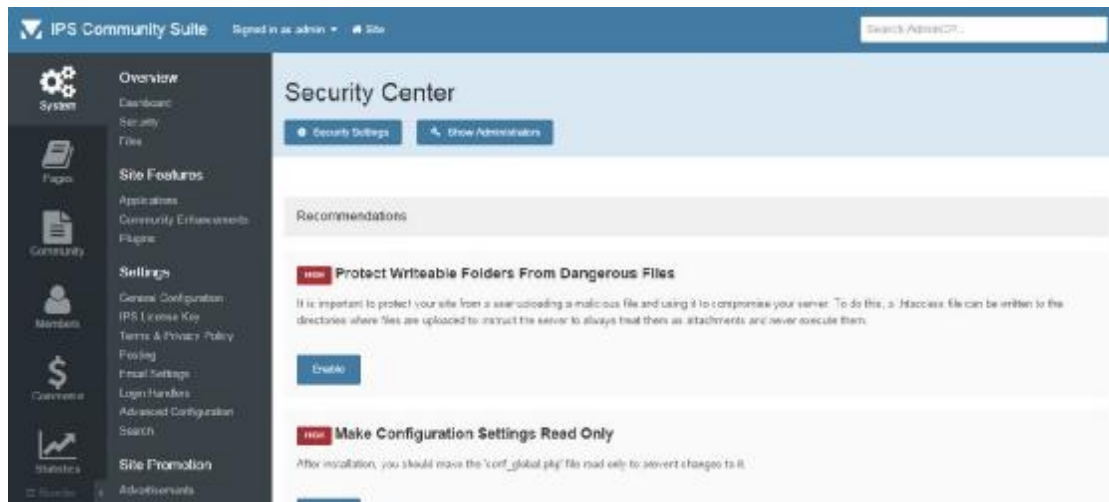 IPS Community Suite Signed in as admin Site Search AdminCP...
System
Pages
Community
Members
Commerce
Statistics
Overview
Dashboard
Security
Files
Site Features
Applications
Community Enhancements
Plugins
Settings
General Configuration
IPS License Key
Terms & Privacy Policy
Posting
Email Settings
Login Handlers
Advanced Configuration
Search
Site Promotion
Advertisements
Security Center
Security Settings Show Administrators
Recommendations
HIGH Protect Writeable Folders From Dangerous Files
It is important to protect your site from a user uploading a malicious file and using it to compromise your server. To do this, a .htaccess file can be written to the
directories where files are uploaded to instruct the server to always treat them as attachments and never execute them.
Enable
HIGH Make Configuration Settings Read Only
After installation, you should make the 'conf_global.php' file read only to prevent changes to it.